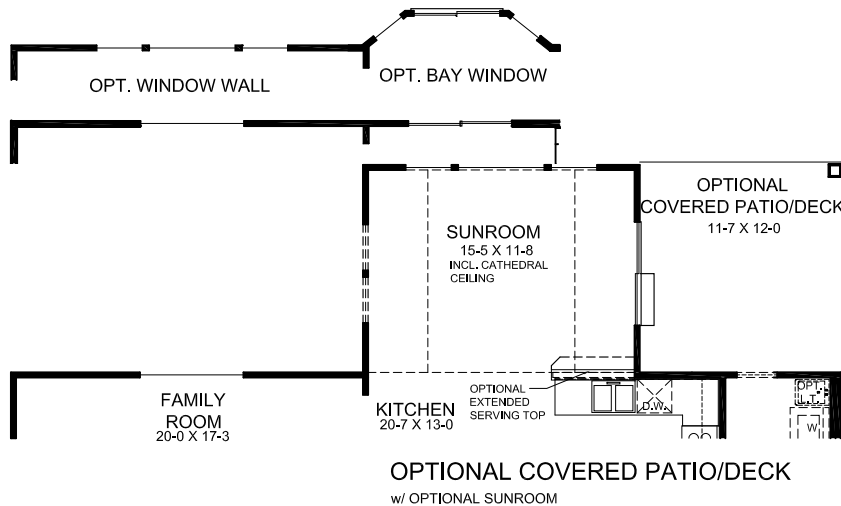 OPT. WINDOW WALL
OPT. BAY WINDOW
OPTIONAL
COVERED PATIO/DECK
11-7 X 12-0
SUNROOM
15-5 X 11-8
INCL. CATHEDRAL
CEILING
FAMILY
ROOM
20-0 X 17-3
KITCHEN
20-7 X 13-0
OPTIONAL
EXTENDED
SERVING TOP
D.W.
OPT.
L.T.
W
OPTIONAL COVERED PATIO/DECK
w/ OPTIONAL SUNROOM